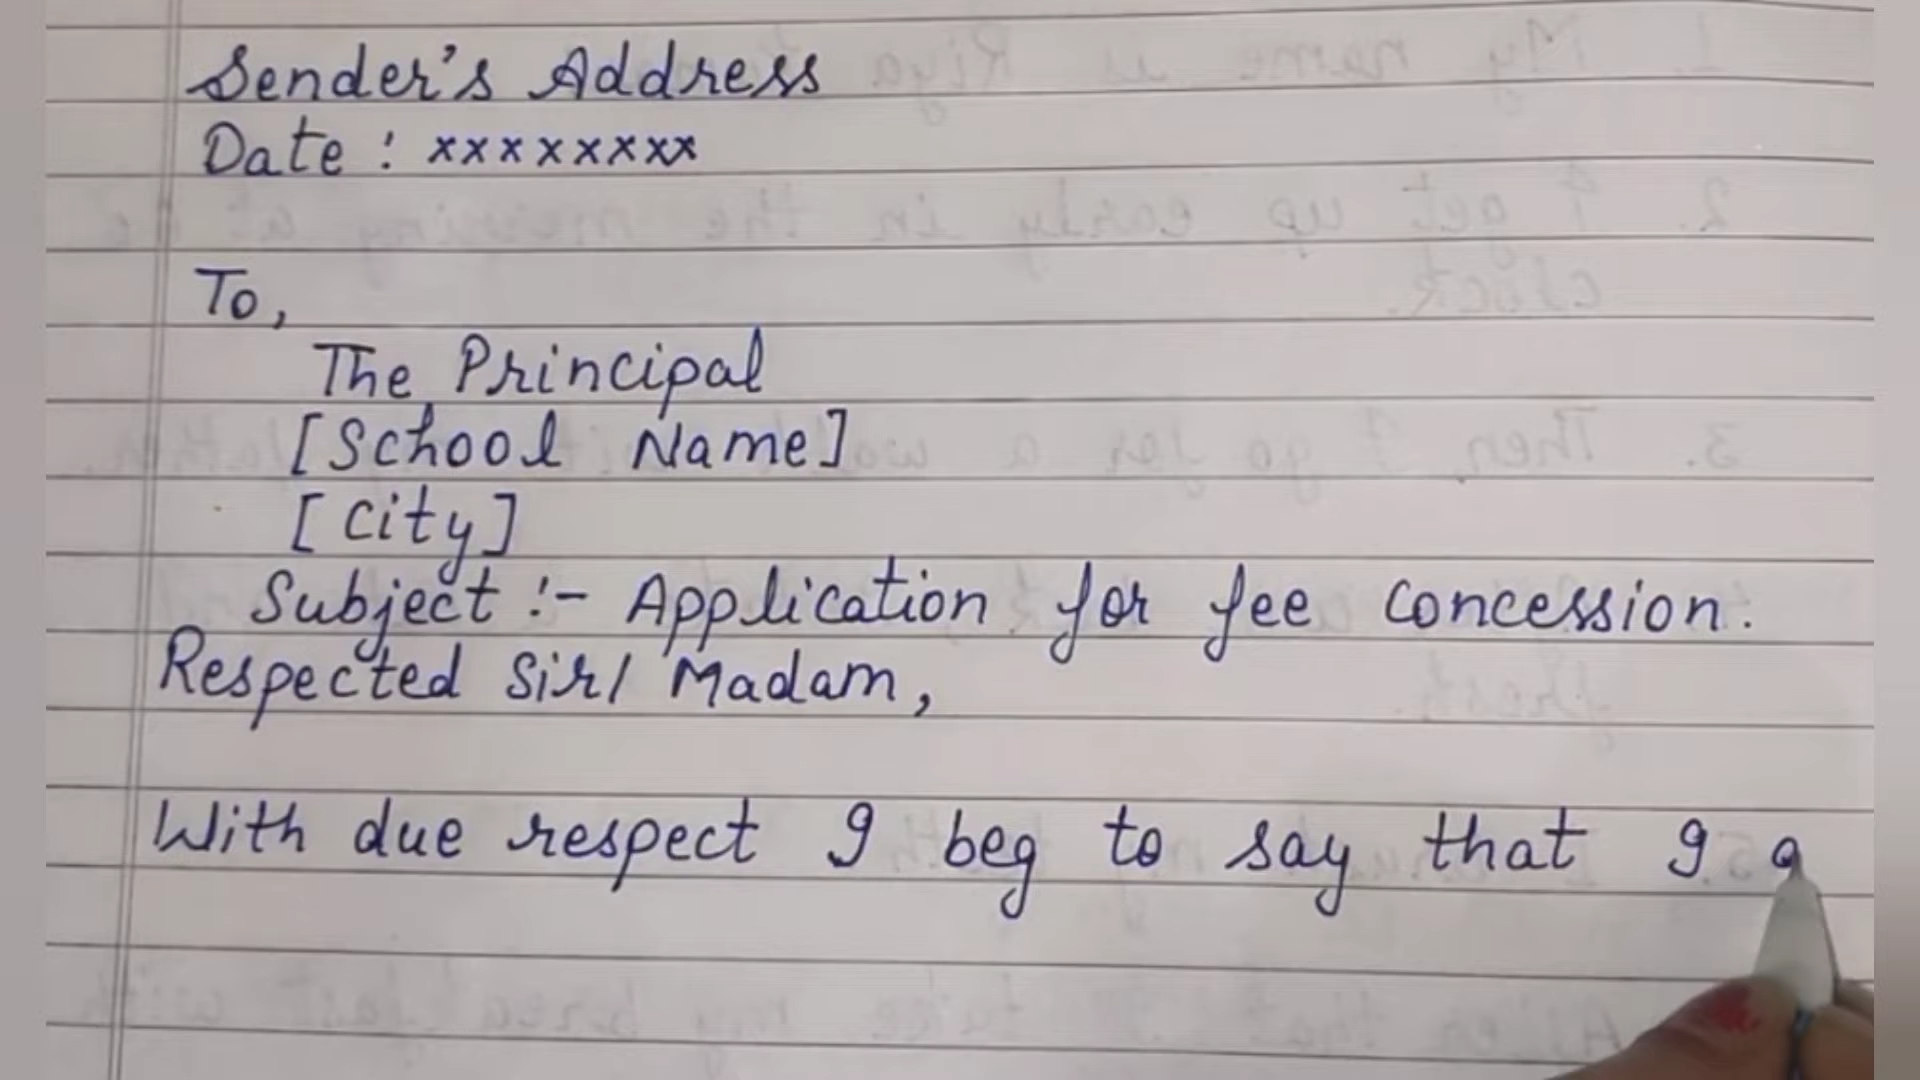 Sender's Address
Date : xxxxxxxx
To,
The Principal
[School Name]
[City]
Subject :- Application for fee concession.
Respected Sir/ Madam,
With due respect I beg to say that I a